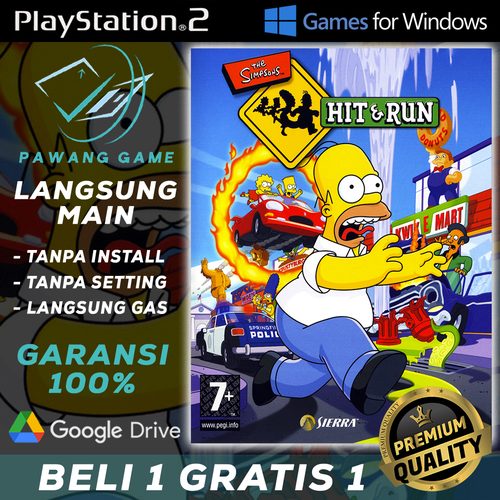 PlayStation®2
Games for Windows
PAWANG GAME
LANGSUNG
MAIN
- TANPA INSTALL
- TANPA SETTING
- LANGSUNG GAS
GARANSI
100%
Google Drive
BELI 1 GRATIS 1
THE
SIMPSONS
HIT & RUN
DONUTS
KWIK E MART
SPRINGFIELD
POLICE
7+
www.pegi.info
SIERRA
PREMIUM
QUALITY